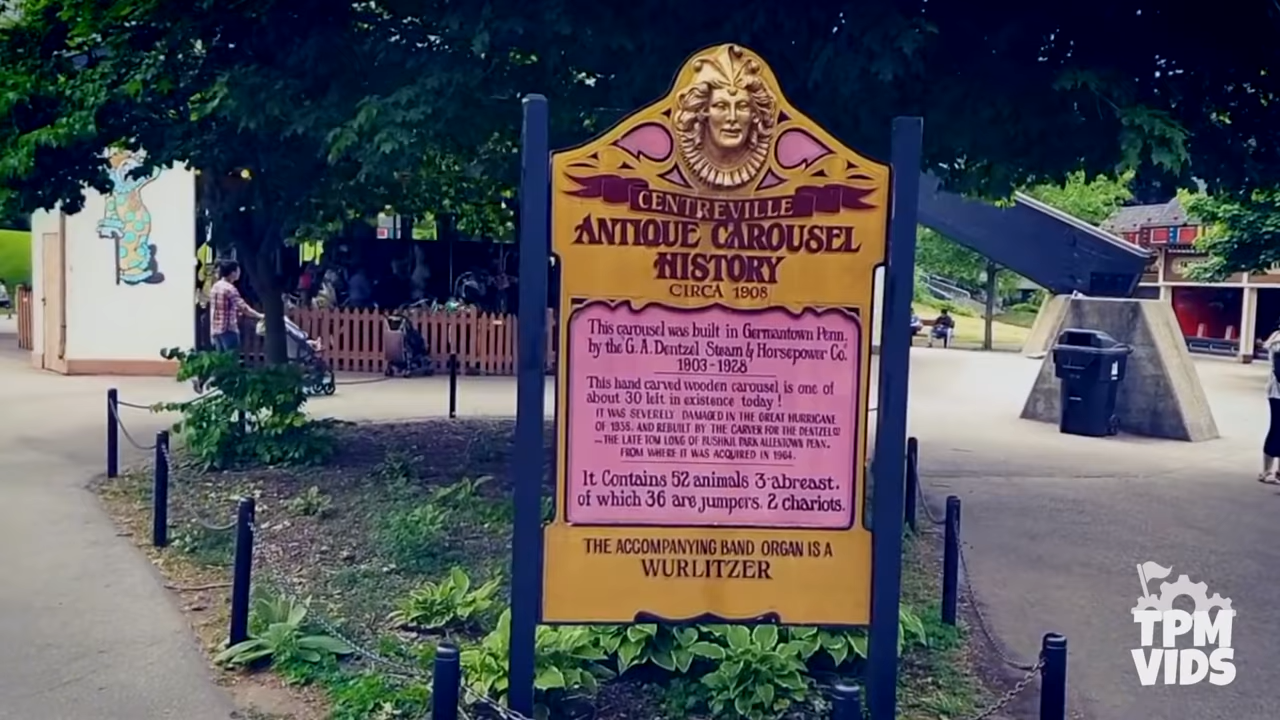 CENTREVILLE
ANTIQUE CAROUSEL
HISTORY
CIRCA 1908
This carousel was built in Germantown Penn.
by the "G. A. Dentzel Steam & Horsepower Co."
1903-1928
This hand carved wooden carousel is one of
about 30 left in existence today!
IT WAS SEVERELY DAMAGED IN THE GREAT HURRICANE
OF 1938, AND REBUILT BY THE CARVER FOR THE DENTZEL CO.
...THE LATE TOM LONG OF BUSHKILL PARK ALLENTOWN PENN.
FROM WHERE IT WAS ACQUIRED IN 1964.
It Contains 52 animals 3-abreast,
of which 36 are jumpers, 2 chariots.
THE ACCOMPANYING BAND ORGAN IS A
WURLITZER
TPM
VIDS